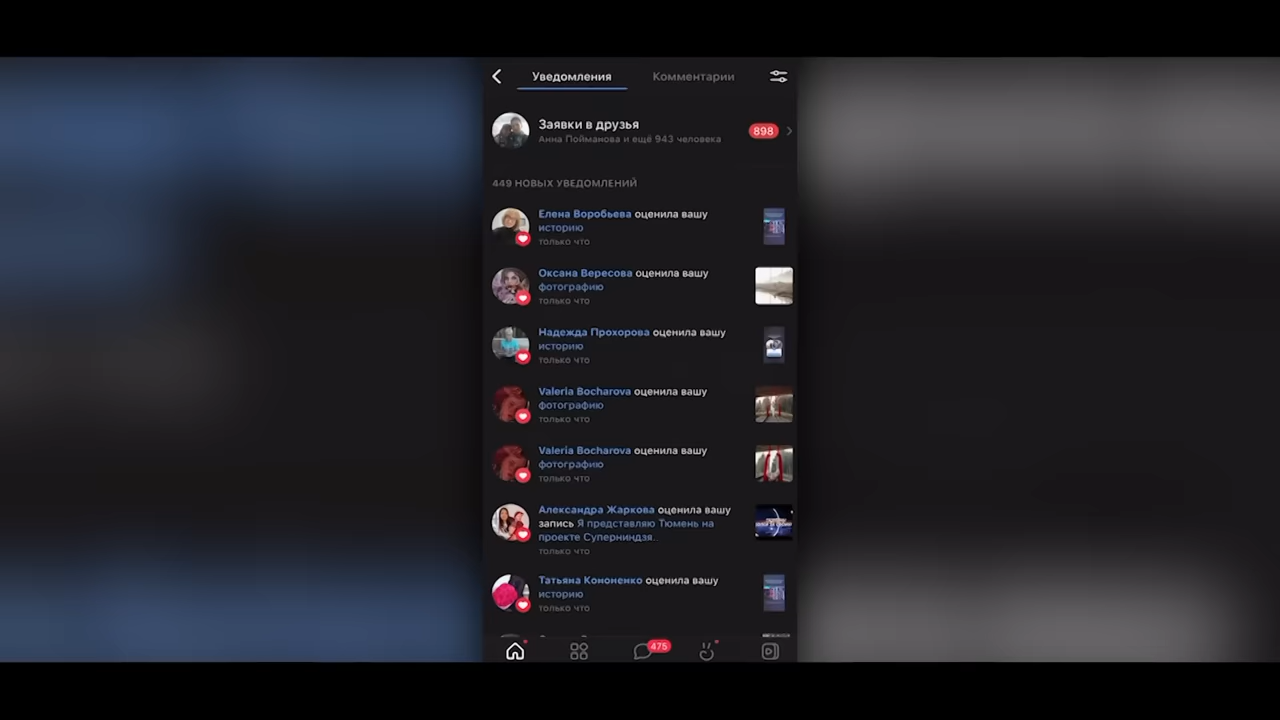 Уведомления
Комментарии
Заявки в друзья
Анна Пойманова и ещё 943 человека
898
449 НОВЫХ УВЕДОМЛЕНИЙ
Елена Воробьева оценила вашу
историю
только что
Оксана Вересова оценила вашу
фотографию
только что
Надежда Прохорова оценила вашу
историю
только что
Valeria Bocharova оценила вашу
фотографию
только что
Valeria Bocharova оценила вашу
фотографию
только что
Александра Жаркова оценила вашу
запись Я представляю Тюмень на
проекте Суперниндзя..
только что
Татьяна Кононенко оценила вашу
историю
только что
475